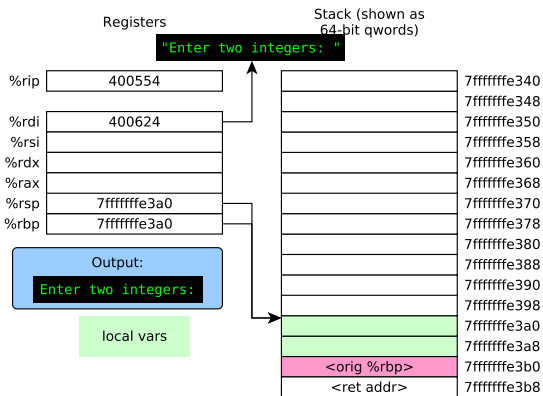 Registers
Stack (shown as
64-bit qwords)
"Enter two integers: "
%rip 400554
%rdi 400624
%rsi
%rdx
%rax
%rsp 7fffffffe3a0
%rbp 7fffffffe3a0
Output:
Enter two integers:
local vars
7fffffffe340
7fffffffe348
7fffffffe350
7fffffffe358
7fffffffe360
7fffffffe368
7fffffffe370
7fffffffe378
7fffffffe380
7fffffffe388
7fffffffe390
7fffffffe398
7fffffffe3a0
7fffffffe3a8
<orig %rbp> 7fffffffe3b0
<ret addr> 7fffffffe3b8